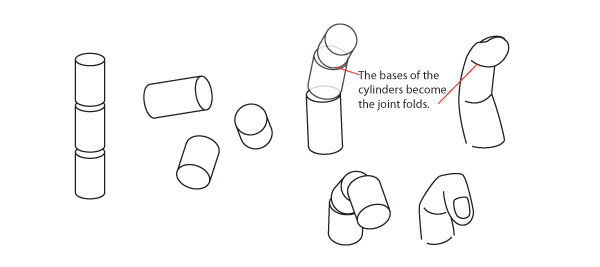 The bases of the
cylinders become
the joint folds.